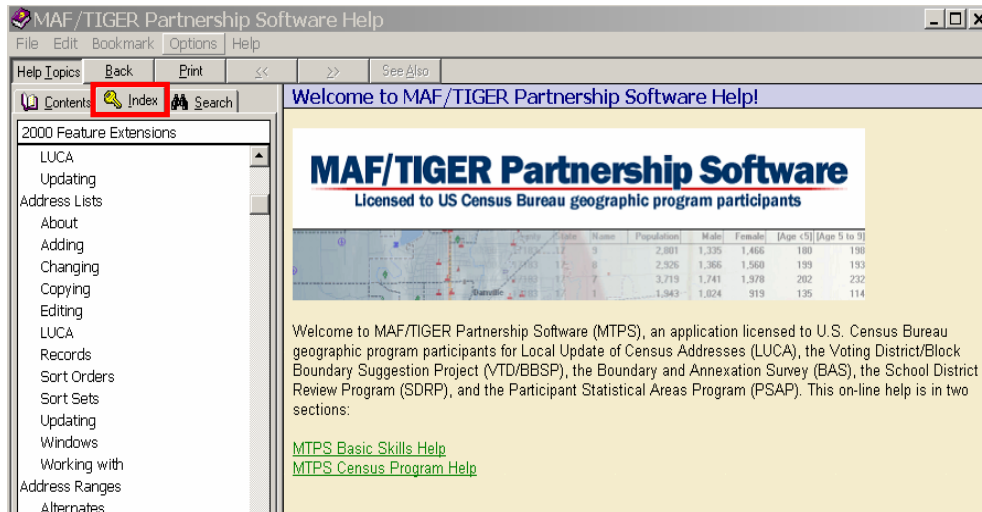 MAF/TIGER Partnership Software Help
File Edit Bookmark Options Help
Help Topics Back Print << >> See Also
Contents Index Search
2000 Feature Extensions
LUCA
Updating
Address Lists
About
Adding
Changing
Copying
Editing
LUCA
Records
Sort Orders
Sort Sets
Updating
Windows
Working with
Address Ranges
Alternates
Welcome to MAF/TIGER Partnership Software Help!
MAF/TIGER Partnership Software
Licensed to US Census Bureau geographic program participants
Name Population Male Female [Age <5] [Age 5 to 9]
9 2,801 1,335 1,466 180 198
8 2,926 1,366 1,560 199 193
7 3,719 1,741 1,978 202 232
Danville 1 1,943 1,024 919 135 114
Welcome to MAF/TIGER Partnership Software (MTPS), an application licensed to U.S. Census Bureau
geographic program participants for Local Update of Census Addresses (LUCA), the Voting District/Block
Boundary Suggestion Project (VTD/BBSP), the Boundary and Annexation Survey (BAS), the School District
Review Program (SDRP), and the Participant Statistical Areas Program (PSAP). This on-line help is in two
sections:
MTPS Basic Skills Help
MTPS Census Program Help